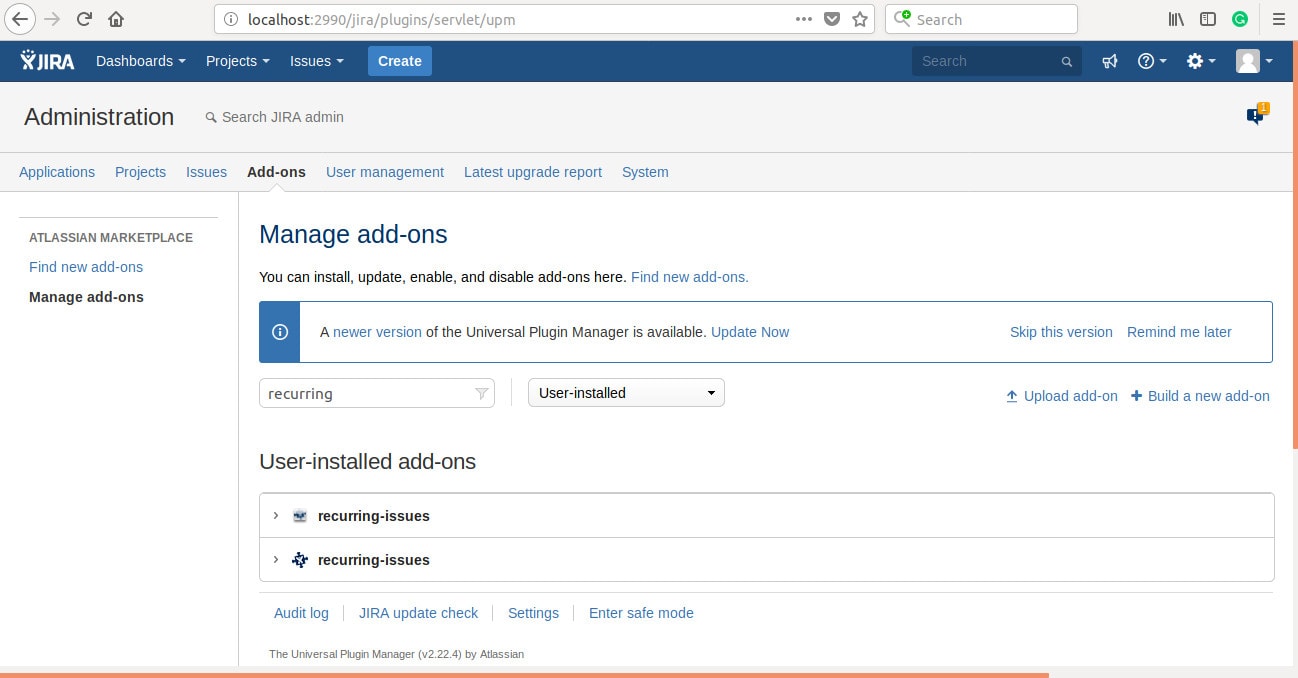 localhost:2990/jira/plugins/servlet/upm
Search
JIRA Dashboards Projects Issues Create Search
Administration Search JIRA admin 1
Applications Projects Issues Add-ons User management Latest upgrade report System
ATLASSIAN MARKETPLACE
Find new add-ons
Manage add-ons
Manage add-ons
You can install, update, enable, and disable add-ons here. Find new add-ons.
A newer version of the Universal Plugin Manager is available. Update Now Skip this version Remind me later
recurring User-installed Upload add-on Build a new add-on
User-installed add-ons
recurring-issues
recurring-issues
Audit log JIRA update check Settings Enter safe mode
The Universal Plugin Manager (v2.22.4) by Atlassian